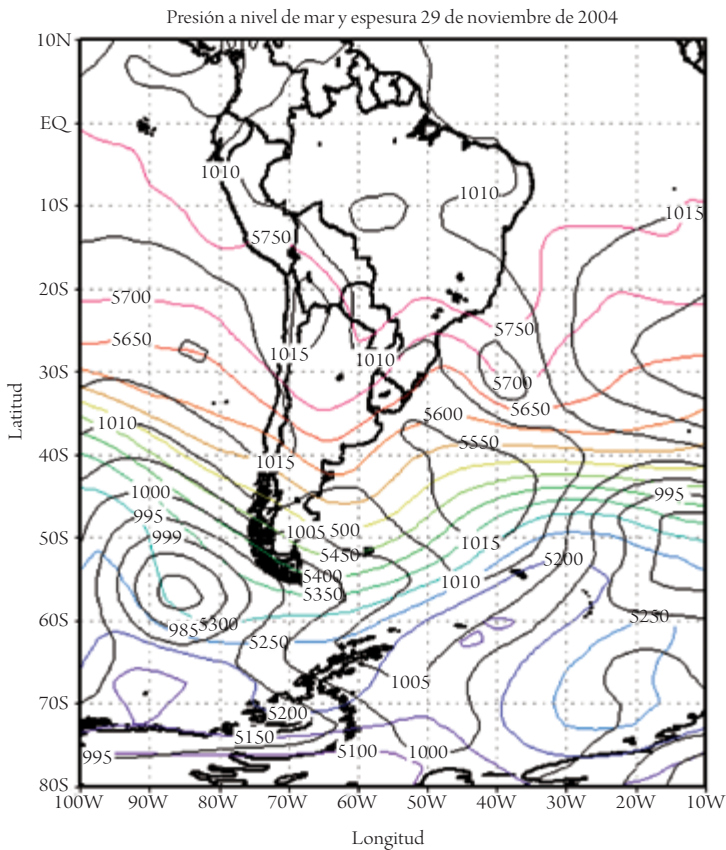 Presión a nivel de mar y espesura 29 de noviembre de 2004
10N
EQ
1010
1010
10S
1015
5750
20S
5700
5750
5650
1015
1010
30S
5700
5650
5600
1010
5550
40S
1015
1000
995
995
1005
500
50S
999
5450
1015
5200
5400
1010
5350
60S
985
5300
5250
5250
1005
70S
5200
5150
5100
1000
995
80S
100W 90W 80W 70W 60W 50W 40W 30W 20W 10W
Latitud
Longitud